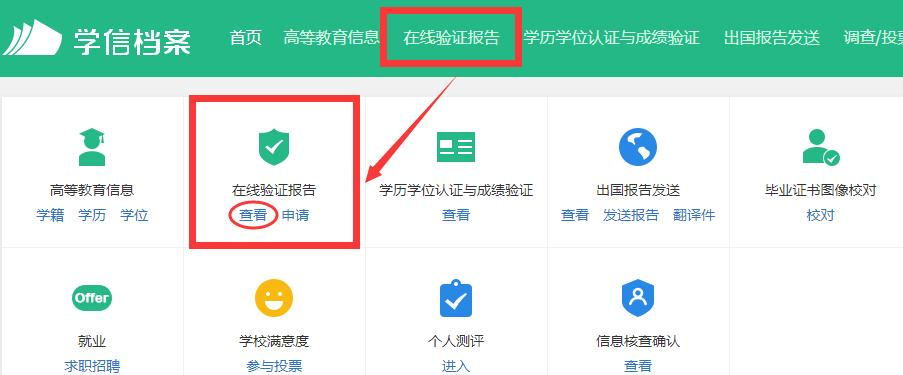 学信档案 首页 高等教育信息 在线验证报告 学历学位认证与成绩验证 出国报告发送 调查/投票
高等教育信息 在线验证报告 学历学位认证与成绩验证 出国报告发送 毕业证书图像校对
学籍 学历 学位 查看 申请 查看 查看 发送报告 翻译件 校对
Offer
就业 学校满意度 个人测评 信息核查确认
求职招聘 参与投票 进入 查看